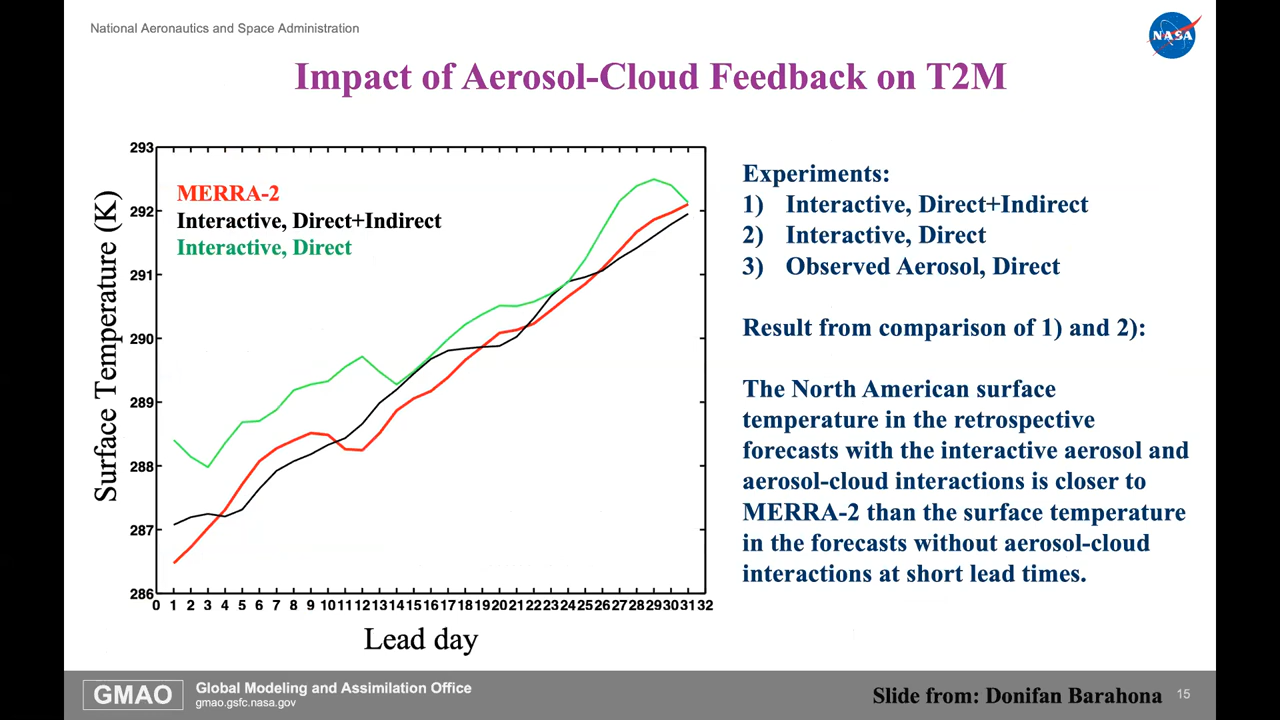 National Aeronautics and Space Administration
NASA
Impact of Aerosol-Cloud Feedback on T2M
293
292
291
290
289
288
287
286
Surface Temperature (K)
MERRA-2
Interactive, Direct+Indirect
Interactive, Direct
0 1 2 3 4 5 6 7 8 9 10 11 12 13 14 15 16 17 18 19 20 21 22 23 24 25 26 27 28 29 30 31 32
Lead day
Experiments:
1) Interactive, Direct+Indirect
2) Interactive, Direct
3) Observed Aerosol, Direct
Result from comparison of 1) and 2):
The North American surface
temperature in the retrospective
forecasts with the interactive aerosol and
aerosol-cloud interactions is closer to
MERRA-2 than the surface temperature
in the forecasts without aerosol-cloud
interactions at short lead times.
GMAO
Global Modeling and Assimilation Office
gmao.gsfc.nasa.gov
Slide from: Donifan Barahona
15